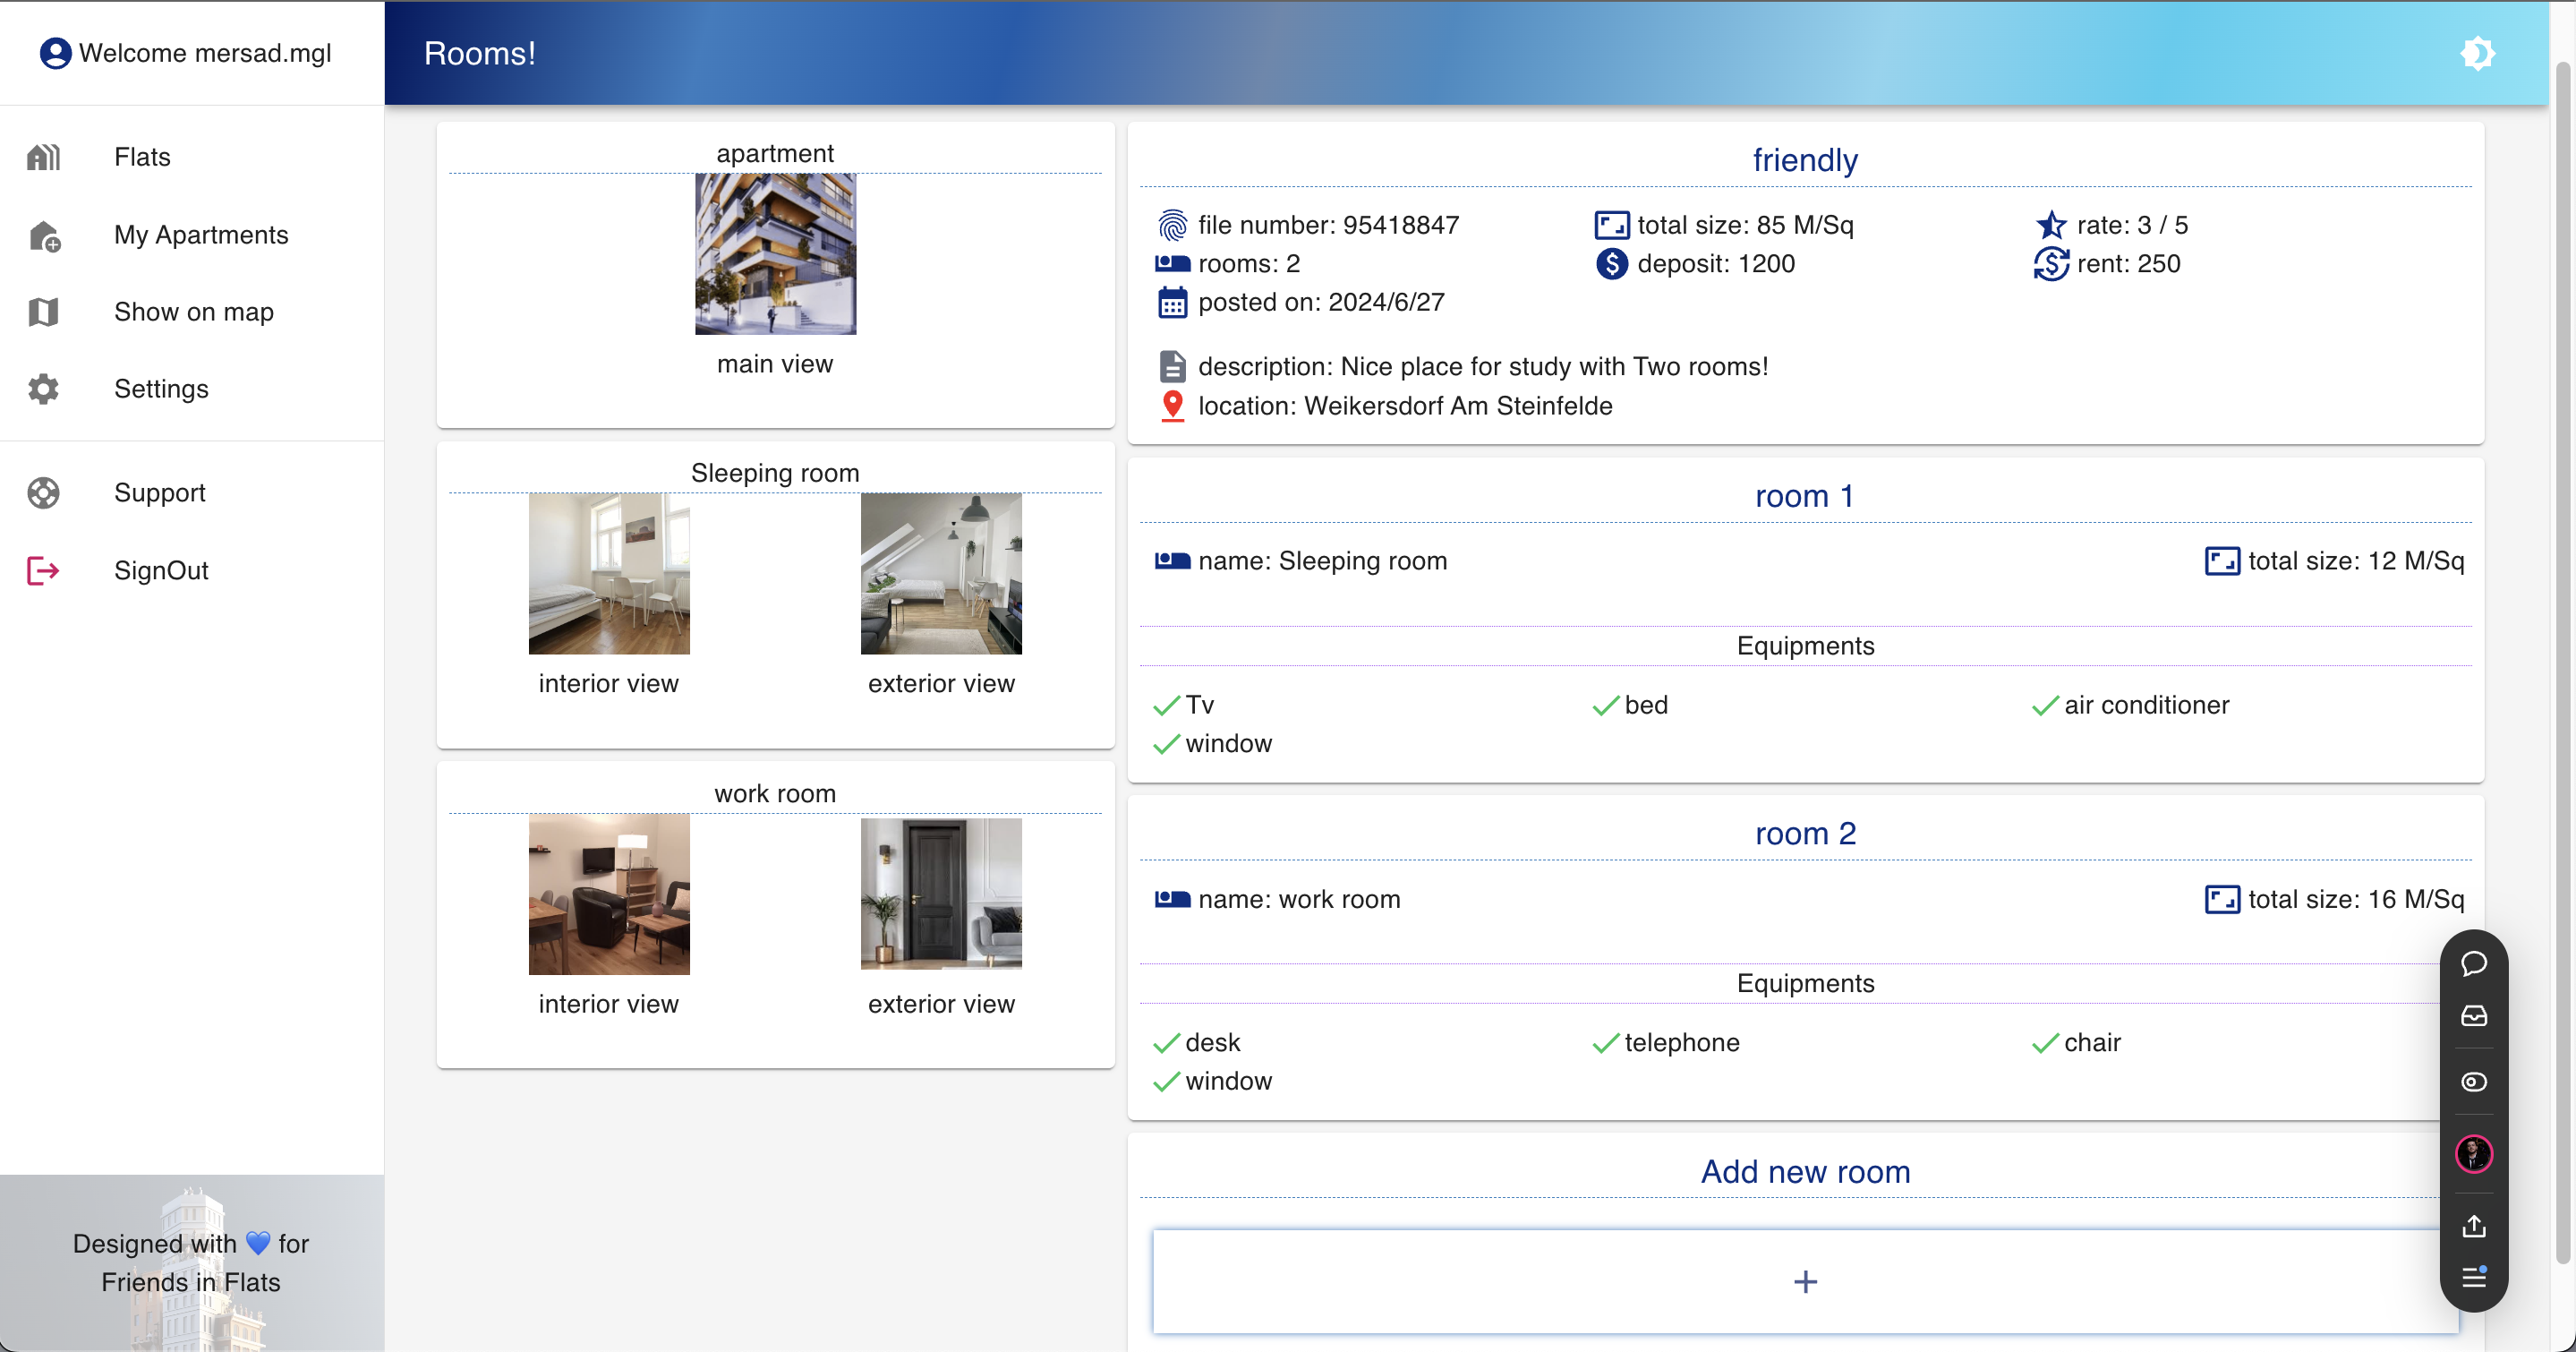 Welcome mersad.mgl
Flats
My Apartments
Show on map
Settings
Support
SignOut
Designed with 💙 for
Friends in Flats
Rooms!
apartment
main view
Sleeping room
interior view
exterior view
work room
interior view
exterior view
friendly
file number: 95418847
total size: 85 M/Sq
rate: 3 / 5
rooms: 2
deposit: 1200
rent: 250
posted on: 2024/6/27
description: Nice place for study with Two rooms!
location: Weikersdorf Am Steinfelde
room 1
name: Sleeping room
total size: 12 M/Sq
Equipments
Tv
bed
air conditioner
window
room 2
name: work room
total size: 16 M/Sq
Equipments
desk
telephone
chair
window
Add new room
+